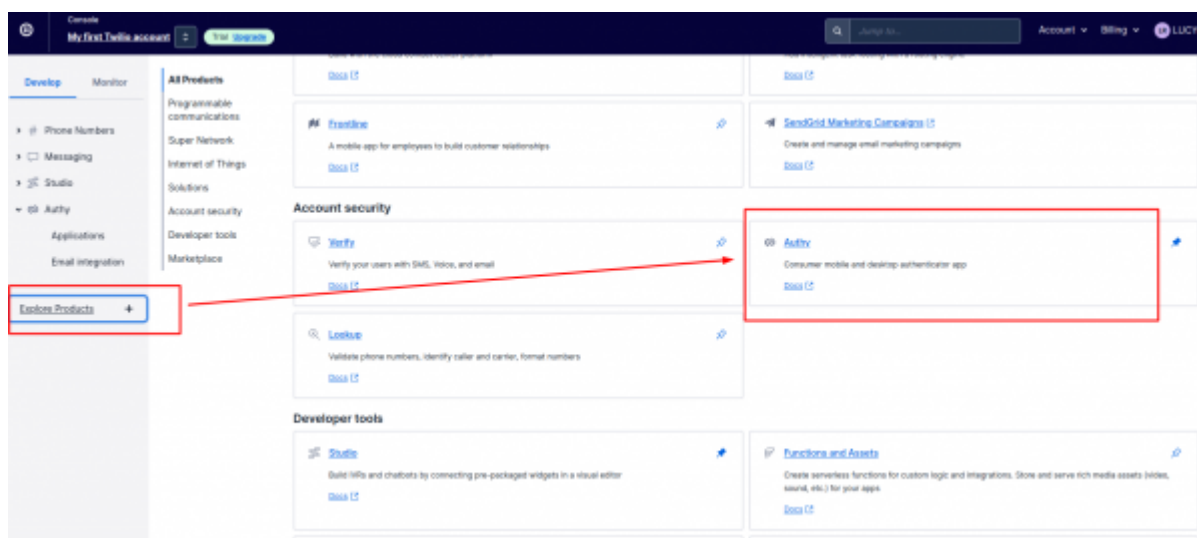 Console
My first Twilio account
Trial Upgrade
Jump to...
Account
Billing
LUCY
Develop
Monitor
Phone Numbers
Messaging
Studio
Authy
Applications
Email integration
Explore Products +
All Products
Programmable
communications
Super Network
Internet of Things
Solutions
Account security
Developer tools
Marketplace
Docs
Docs
Frontline
A mobile app for employees to build customer relationships
Docs
SendGrid Marketing Campaigns
Create and manage email marketing campaigns
Docs
Account security
Verify
Verify your users with SMS, Voice, and email
Docs
Authy
Consumer mobile and desktop authenticator app
Docs
Lookup
Validate phone numbers, identify caller and carrier, format numbers
Docs
Developer tools
Studio
Build IVRs and chatbots by connecting pre-packaged widgets in a visual editor
Docs
Functions and Assets
Create serverless functions for custom logic and integrations. Store and serve rich media assets (video,
sound, etc.) for your apps
Docs